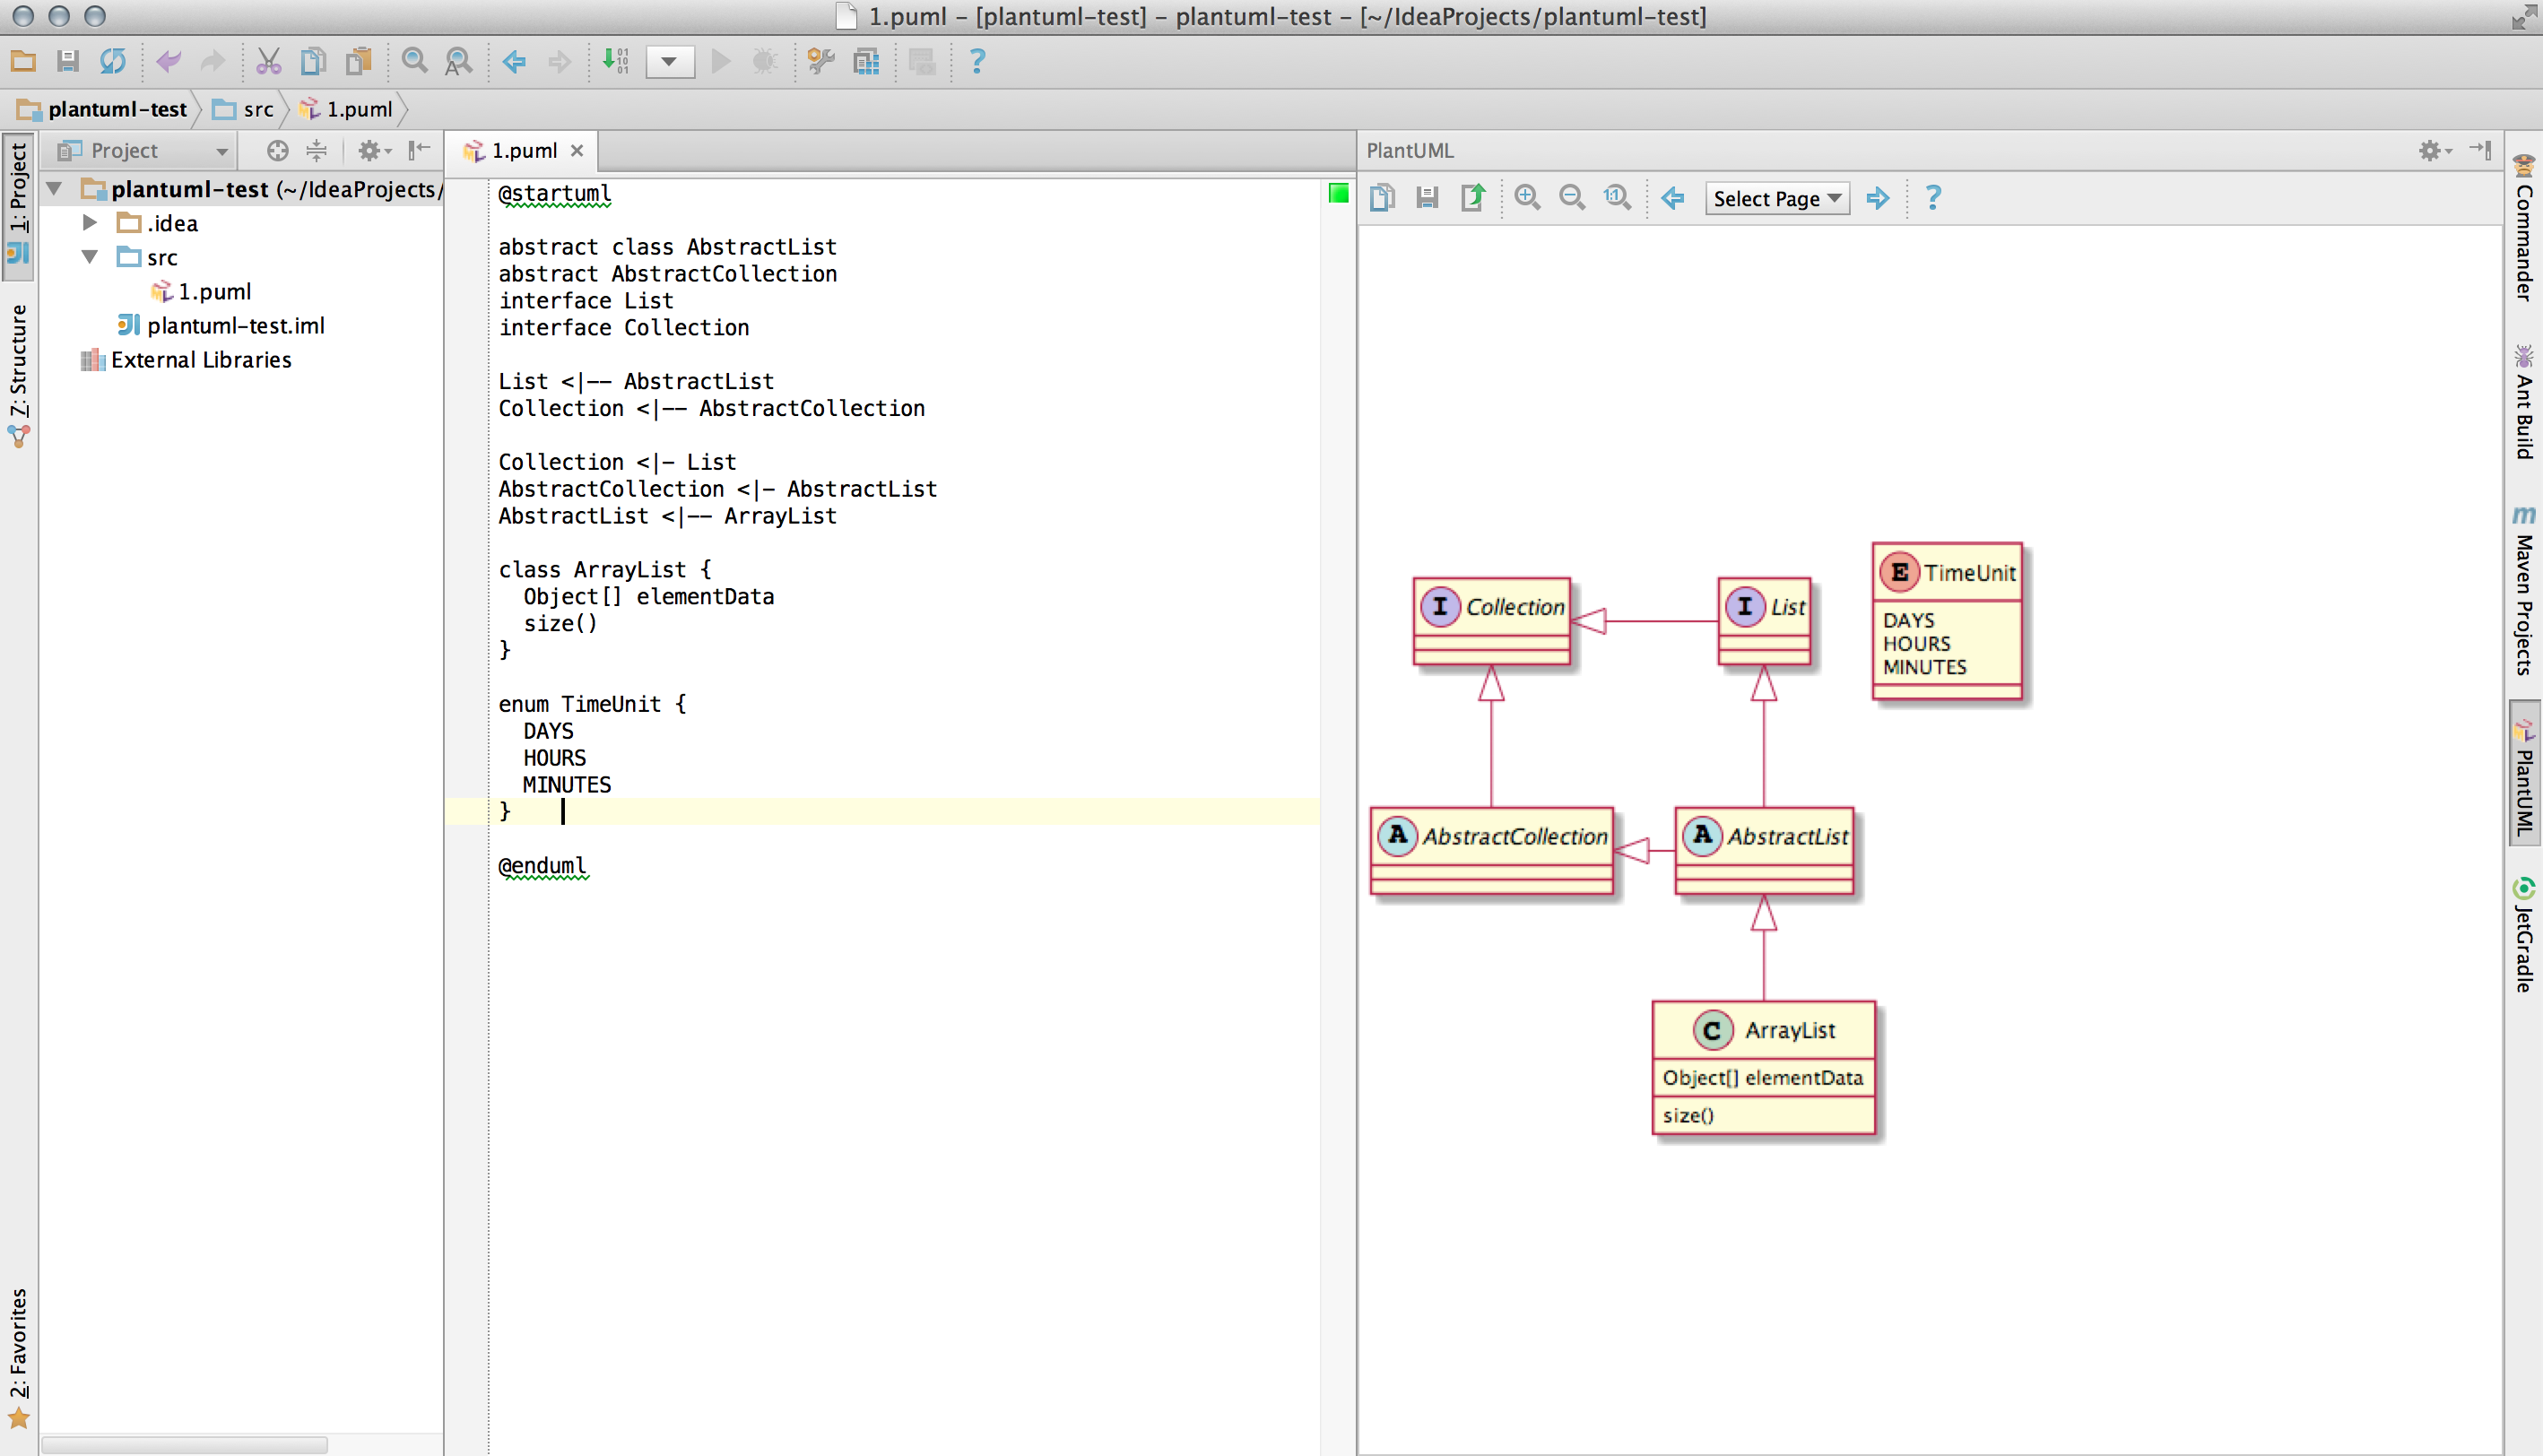 1.puml – [plantuml-test] – plantuml-test – [~/IdeaProjects/plantuml-test]
plantuml-test
src
1.puml
1: Project
7: Structure
2: Favorites
Project
plantuml-test (~/IdeaProjects/
.idea
src
1.puml
plantuml-test.iml
External Libraries
1.puml
@startuml
abstract class AbstractList
abstract AbstractCollection
interface List
interface Collection
List <|-- AbstractList
Collection <|-- AbstractCollection
Collection <|- List
AbstractCollection <|- AbstractList
AbstractList <|-- ArrayList
class ArrayList {
Object[] elementData
size()
}
enum TimeUnit {
DAYS
HOURS
MINUTES
}
@enduml
PlantUML
1:1
Select Page
?
I Collection
I List
E TimeUnit
DAYS
HOURS
MINUTES
A AbstractCollection
A AbstractList
C ArrayList
Object[] elementData
size()
Commander
Ant Build
m Maven Projects
PlantUML
JetGradle